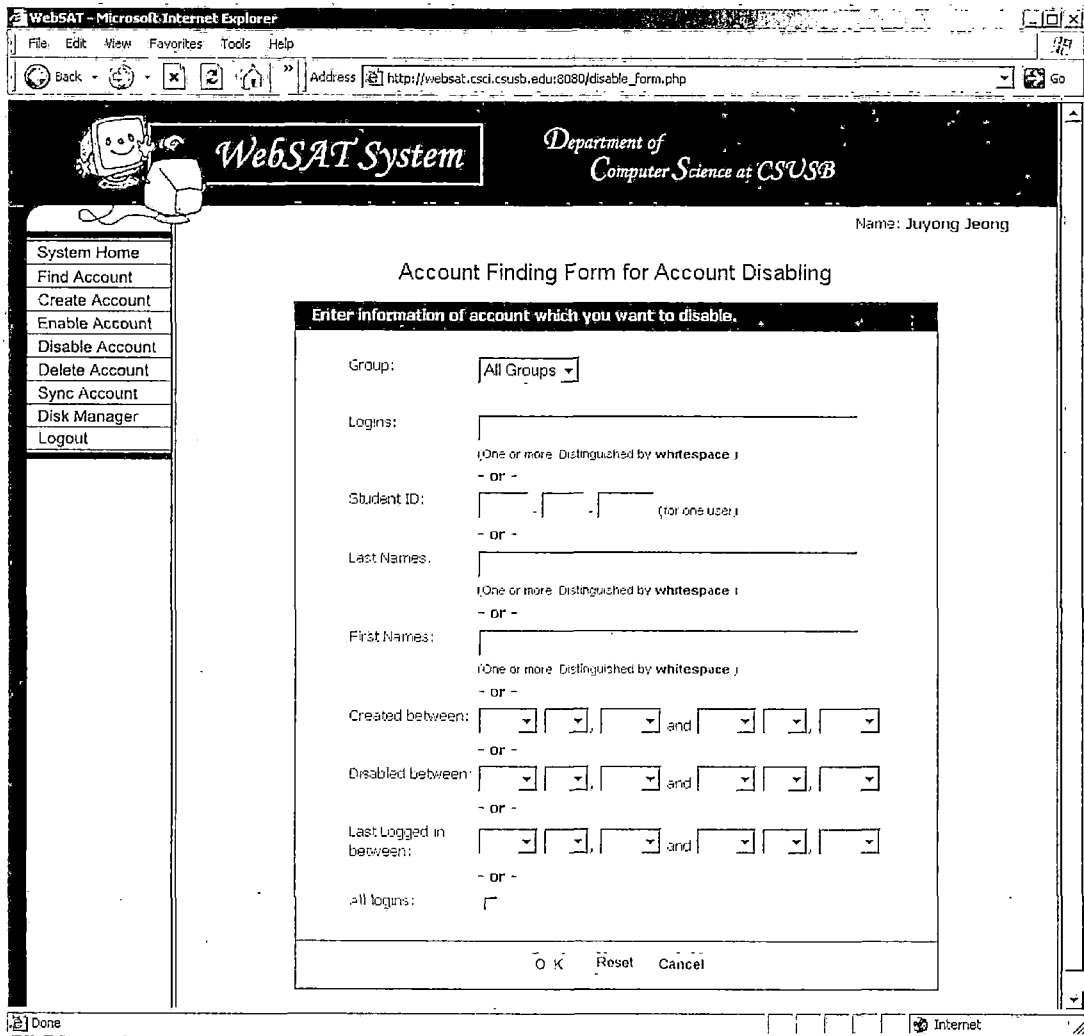 WebSAT - Microsoft Internet Explorer
File Edit View Favorites Tools Help
Back Address http://websat.csci.csusb.edu:8080/disable_form.php Go
WebSAT System
Department of
Computer Science at CSUSB
Name: Juyong Jeong
System Home
Find Account
Create Account
Enable Account
Disable Account
Delete Account
Sync Account
Disk Manager
Logout
Account Finding Form for Account Disabling
Enter information of account which you want to disable.
Group: All Groups
Logins:
(One or more. Distinguished by whitespace.)
- or -
Student ID: - - (for one user)
- or -
Last Names:
(One or more. Distinguished by whitespace.)
- or -
First Names:
(One or more. Distinguished by whitespace.)
- or -
Created between: , and ,
- or -
Disabled between: , and ,
- or -
Last Logged in
between: , and ,
- or -
All logins:
O K Reset Cancel
Done Internet